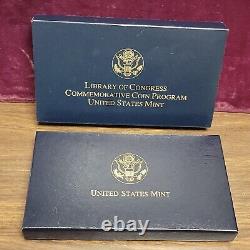 LIBRARY OF CONGRESS
COMMEMORATIVE COIN PROGRAM
UNITED STATES MINT
UNITED STATES MINT